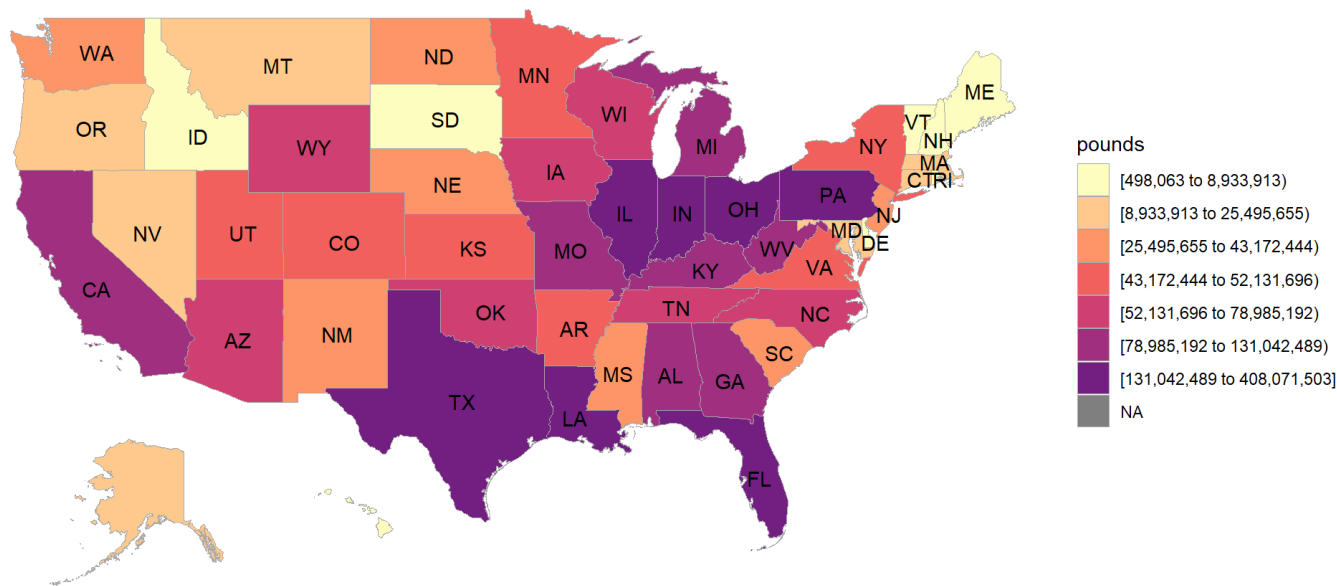 WA
MT
ND
MN
ME
OR
ID
SD
WI
VT
NH
NY
WY
MI
MA
CT
RI
IA
NE
PA
NV
UT
CO
KS
MO
IL
IN
OH
NJ
MD
DE
WV
VA
KY
CA
AZ
NM
OK
AR
TN
NC
SC
MS
AL
GA
TX
LA
FL
pounds
[498,063 to 8,933,913)
[8,933,913 to 25,495,655)
[25,495,655 to 43,172,444)
[43,172,444 to 52,131,696)
[52,131,696 to 78,985,192)
[78,985,192 to 131,042,489)
[131,042,489 to 408,071,503]
NA